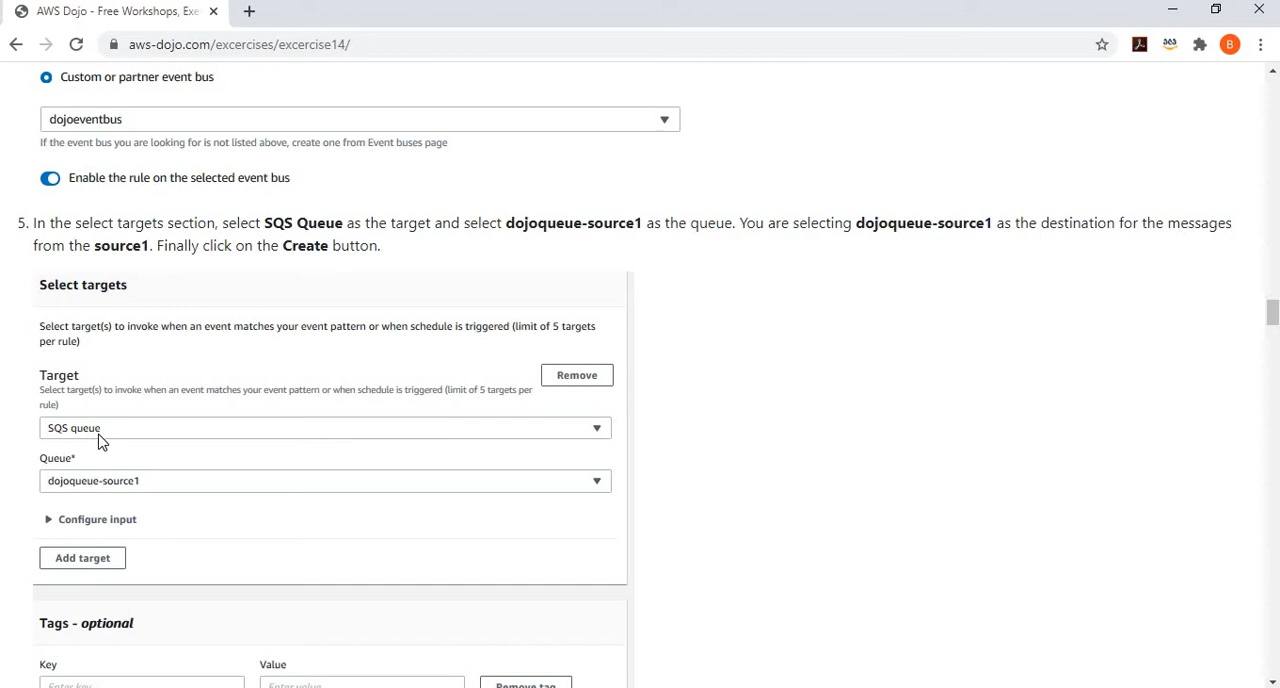 AWS Dojo - Free Workshops, Exe
aws-dojo.com/excercises/excercise14/
B
Custom or partner event bus
dojoeventbus
If the event bus you are looking for is not listed above, create one from Event buses page
Enable the rule on the selected event bus
5. In the select targets section, select SQS Queue as the target and select dojoqueue-source1 as the queue. You are selecting dojoqueue-source1 as the destination for the messages
from the source1. Finally click on the Create button.
Select targets
Select target(s) to invoke when an event matches your event pattern or when schedule is triggered (limit of 5 targets
per rule)
Target
Remove
Select target(s) to invoke when an event matches your event pattern or when schedule is triggered (limit of 5 targets per
rule)
SQS queue
Queue*
dojoqueue-source1
Configure input
Add target
Tags - optional
Key Value
Enter key Enter value Remove tag